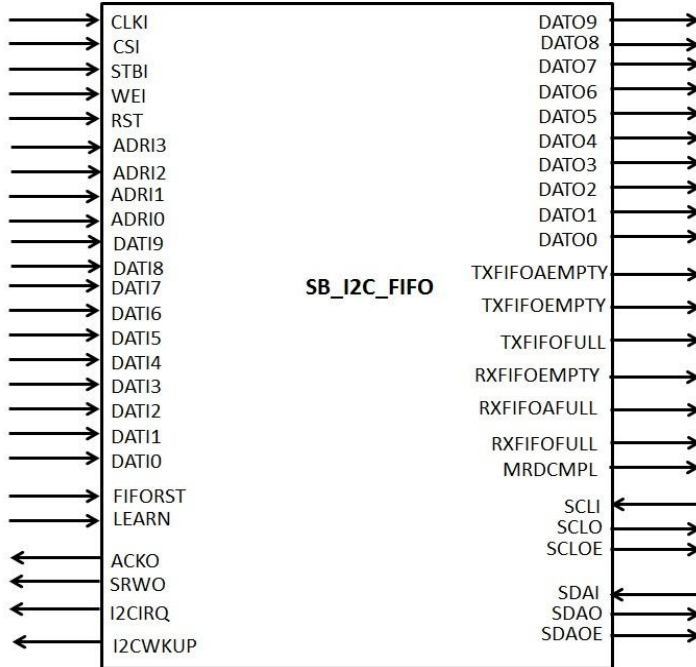 CLKI
CSI
STBI
WEI
RST
ADRI3
ADRI2
ADRI1
ADRI0
DATI9
DATI8
DATI7
DATI6
DATI5
DATI4
DATI3
DATI2
DATI1
DATI0
FIFORST
LEARN
ACKO
SRWO
I2CIRQ
I2CWKUP
SB_I2C_FIFO
DATO9
DATO8
DATO7
DATO6
DATO5
DATO4
DATO3
DATO2
DATO1
DATO0
TXFIFOAEMPTY
TXFIFOEMPTY
TXFIFOFULL
RXFIFOEMPTY
RXFIFOAFULL
RXFIFOFULL
MRDCMPL
SCLI
SCLO
SCLOE
SDAI
SDAO
SDAOE